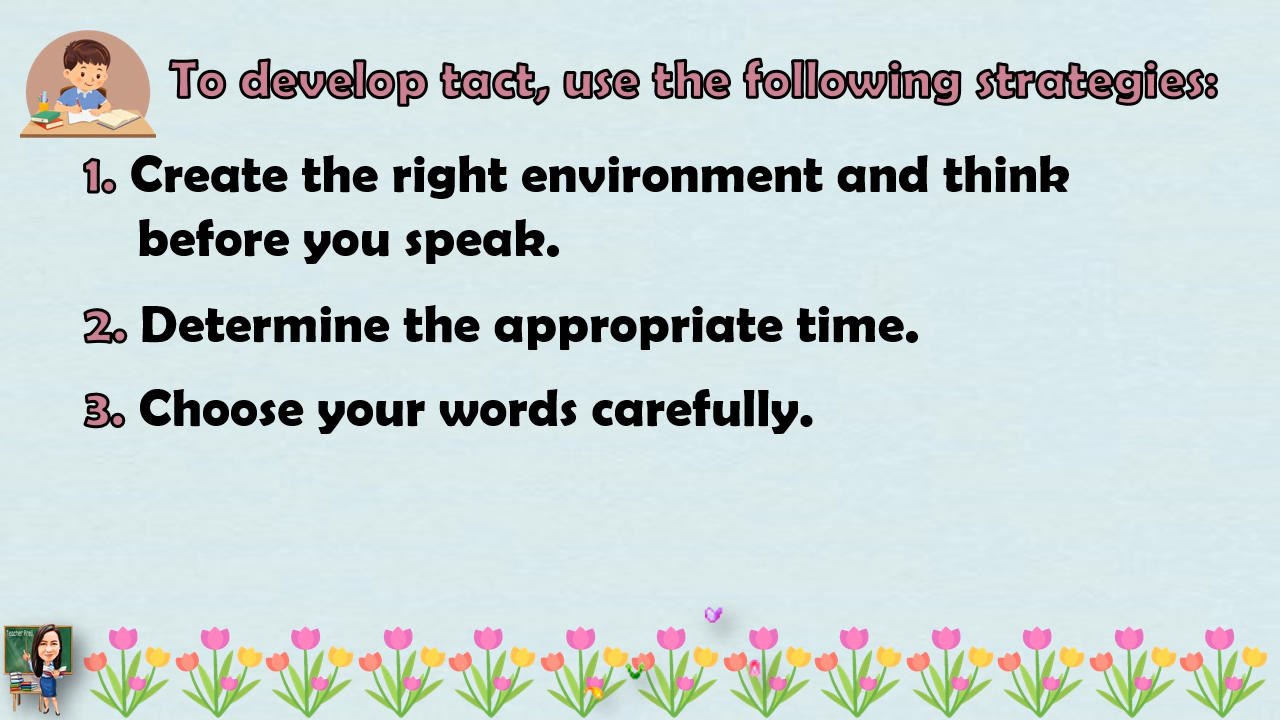 To develop tact, use the following strategies:
1. Create the right environment and think
before you speak.
2. Determine the appropriate time.
3. Choose your words carefully.
Teacher